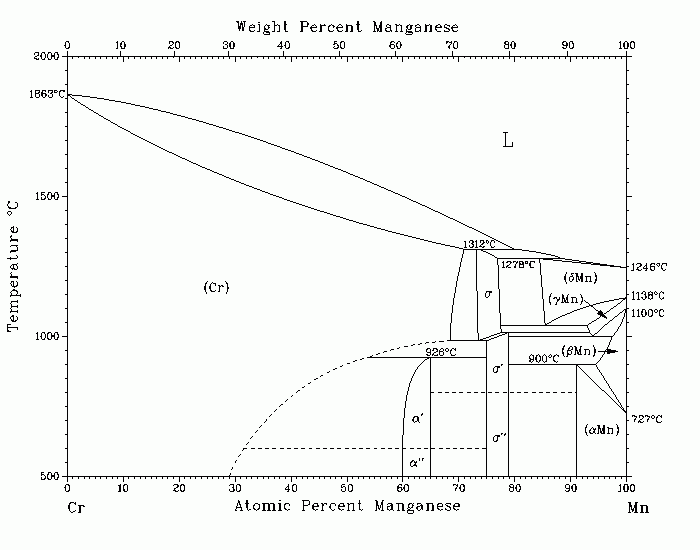 Weight Percent Manganese
0 10 20 30 40 50 60 70 80 90 100
2000
1863°C
L
1500
Temperature °C
1312°C
1278°C
1246°C
(δMn)
(Cr)
σ
(γMn)
1138°C
1100°C
1000
926°C
(βMn)
900°C
σ'
α'
727°C
(αMn)
σ''
α''
500
0 10 20 30 40 50 60 70 80 90 100
Cr
Atomic Percent Manganese
Mn